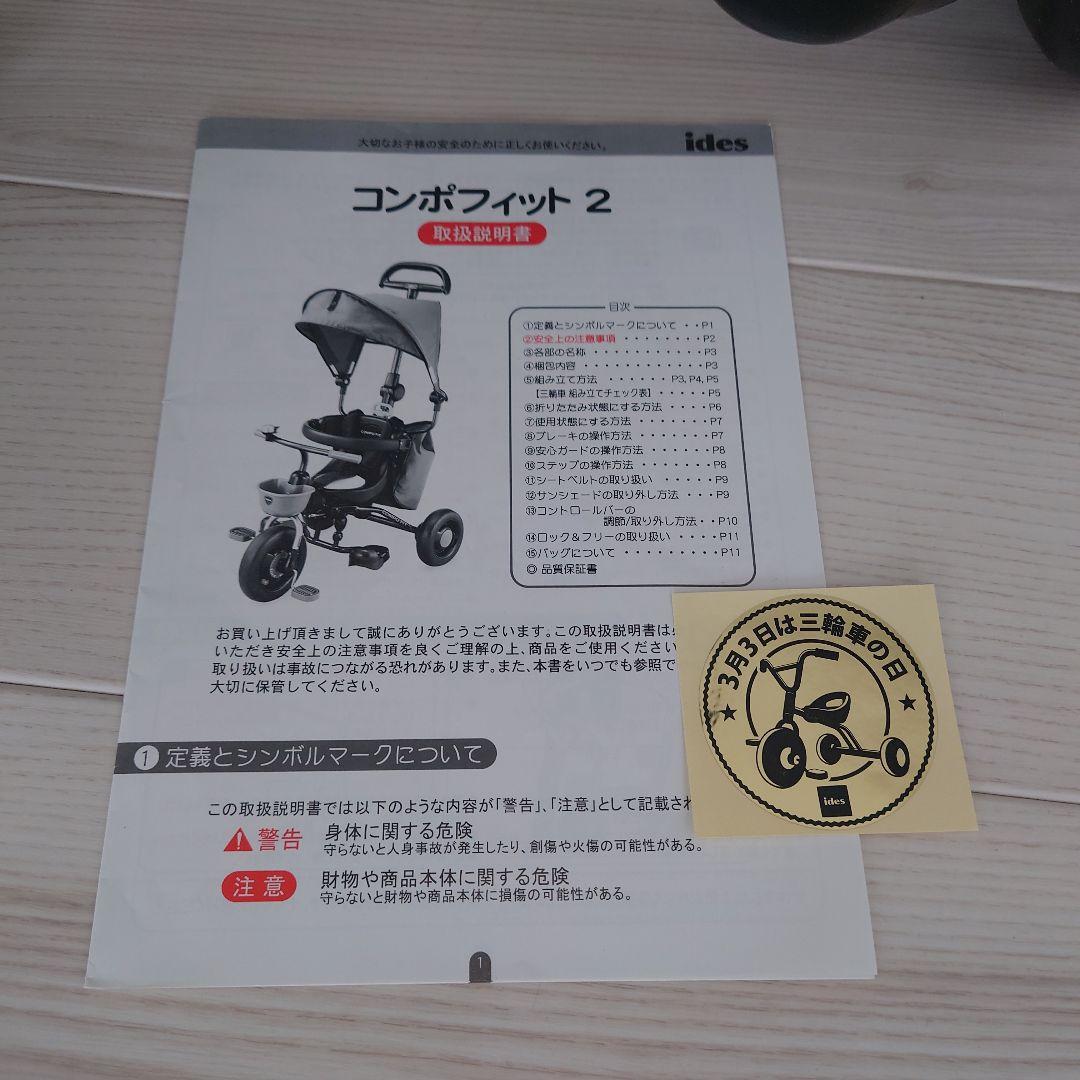 大切なお子様の安全のために正しくお使いください。
ides
コンポフィット 2
取扱説明書
目次
①定義とシンボルマークについて ・・P1
②安全上の注意事項 ・・・・・・・・P2
③各部の名称 ・・・・・・・・・・・P3
④梱包内容 ・・・・・・・・・・・・P3
⑤組み立て方法 ・・・・・・・P3, P4, P5
【三輪車 組み立てチェック表】・・・・・P5
⑥折りたたみ状態にする方法 ・・・・P6
⑦使用状態にする方法 ・・・・・・・P7
⑧ブレーキの操作方法 ・・・・・・・P7
⑨安心ガードの操作方法 ・・・・・・P8
⑩ステップの操作方法 ・・・・・・・P8
⑪シートベルトの取り扱い ・・・・・P9
⑫サンシェードの取り外し方法 ・・・P9
⑬コントロールバーの
調節/取り外し方法・・P10
⑭ロック＆フリーの取り扱い ・・・・P11
⑮バッグについて ・・・・・・・・・P11
◎ 品質保証書
お買い上げ頂きまして誠にありがとうございます。この取扱説明書は
いただき安全上の注意事項を良くご理解の上、商品をご使用ください
取り扱いは事故につながる恐れがあります。また、本書をいつでも参照で
大切に保管してください。
1 定義とシンボルマークについて
この取扱説明書では以下のような内容が「警告」、「注意」として記載され
警告 身体に関する危険
守らないと人身事故が発生したり、創傷や火傷の可能性がある。
注意 財物や商品本体に関する危険
守らないと財物や商品本体に損傷の可能性がある。
1
★ 3月3日は三輪車の日 ★
ides